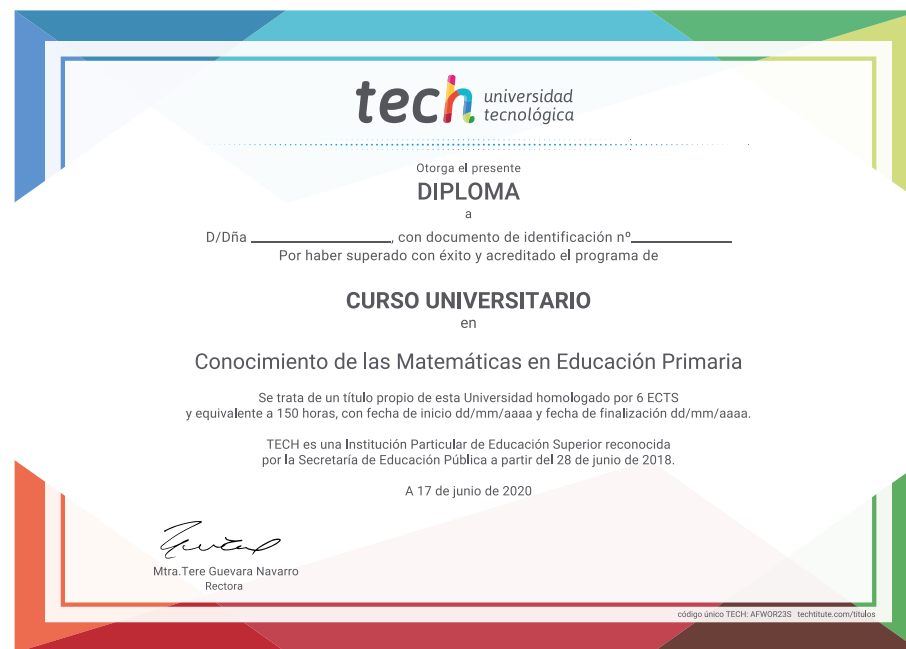 tech universidad
tecnológica
Otorga el presente
DIPLOMA
a
D/Dña ____________________, con documento de identificación nº______________
Por haber superado con éxito y acreditado el programa de
CURSO UNIVERSITARIO
en
Conocimiento de las Matemáticas en Educación Primaria
Se trata de un título propio de esta Universidad homologado por 6 ECTS
y equivalente a 150 horas, con fecha de inicio dd/mm/aaaa y fecha de finalización dd/mm/aaaa.
TECH es una Institución Particular de Educación Superior reconocida
por la Secretaría de Educación Pública a partir del 28 de junio de 2018.
A 17 de junio de 2020
Mtra.Tere Guevara Navarro
Rectora
código único TECH: AFWOR23S techtitute.com/titulos